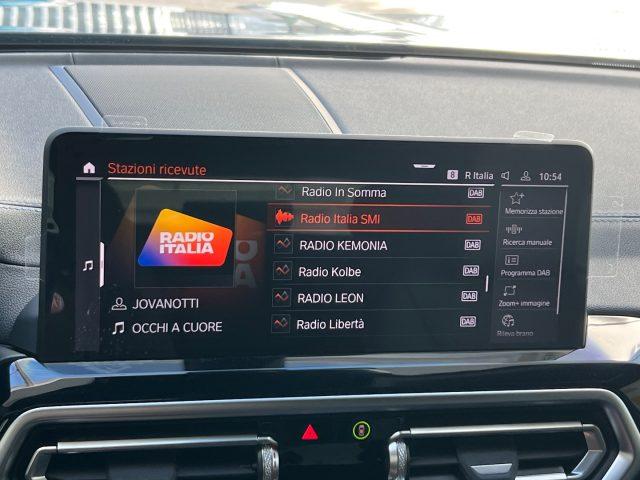 Stazioni ricevute
8 R Italia 10:54
RADIO
ITALIA
JOVANOTTI
OCCHI A CUORE
Radio In Somma DAB
Radio Italia SMI DAB
RADIO KEMONIA DAB
Radio Kolbe DAB
RADIO LEON DAB
Radio Libertà DAB
Memorizza stazione
Ricerca manuale
Programma DAB
Zoom+ immagine
Rileva brano